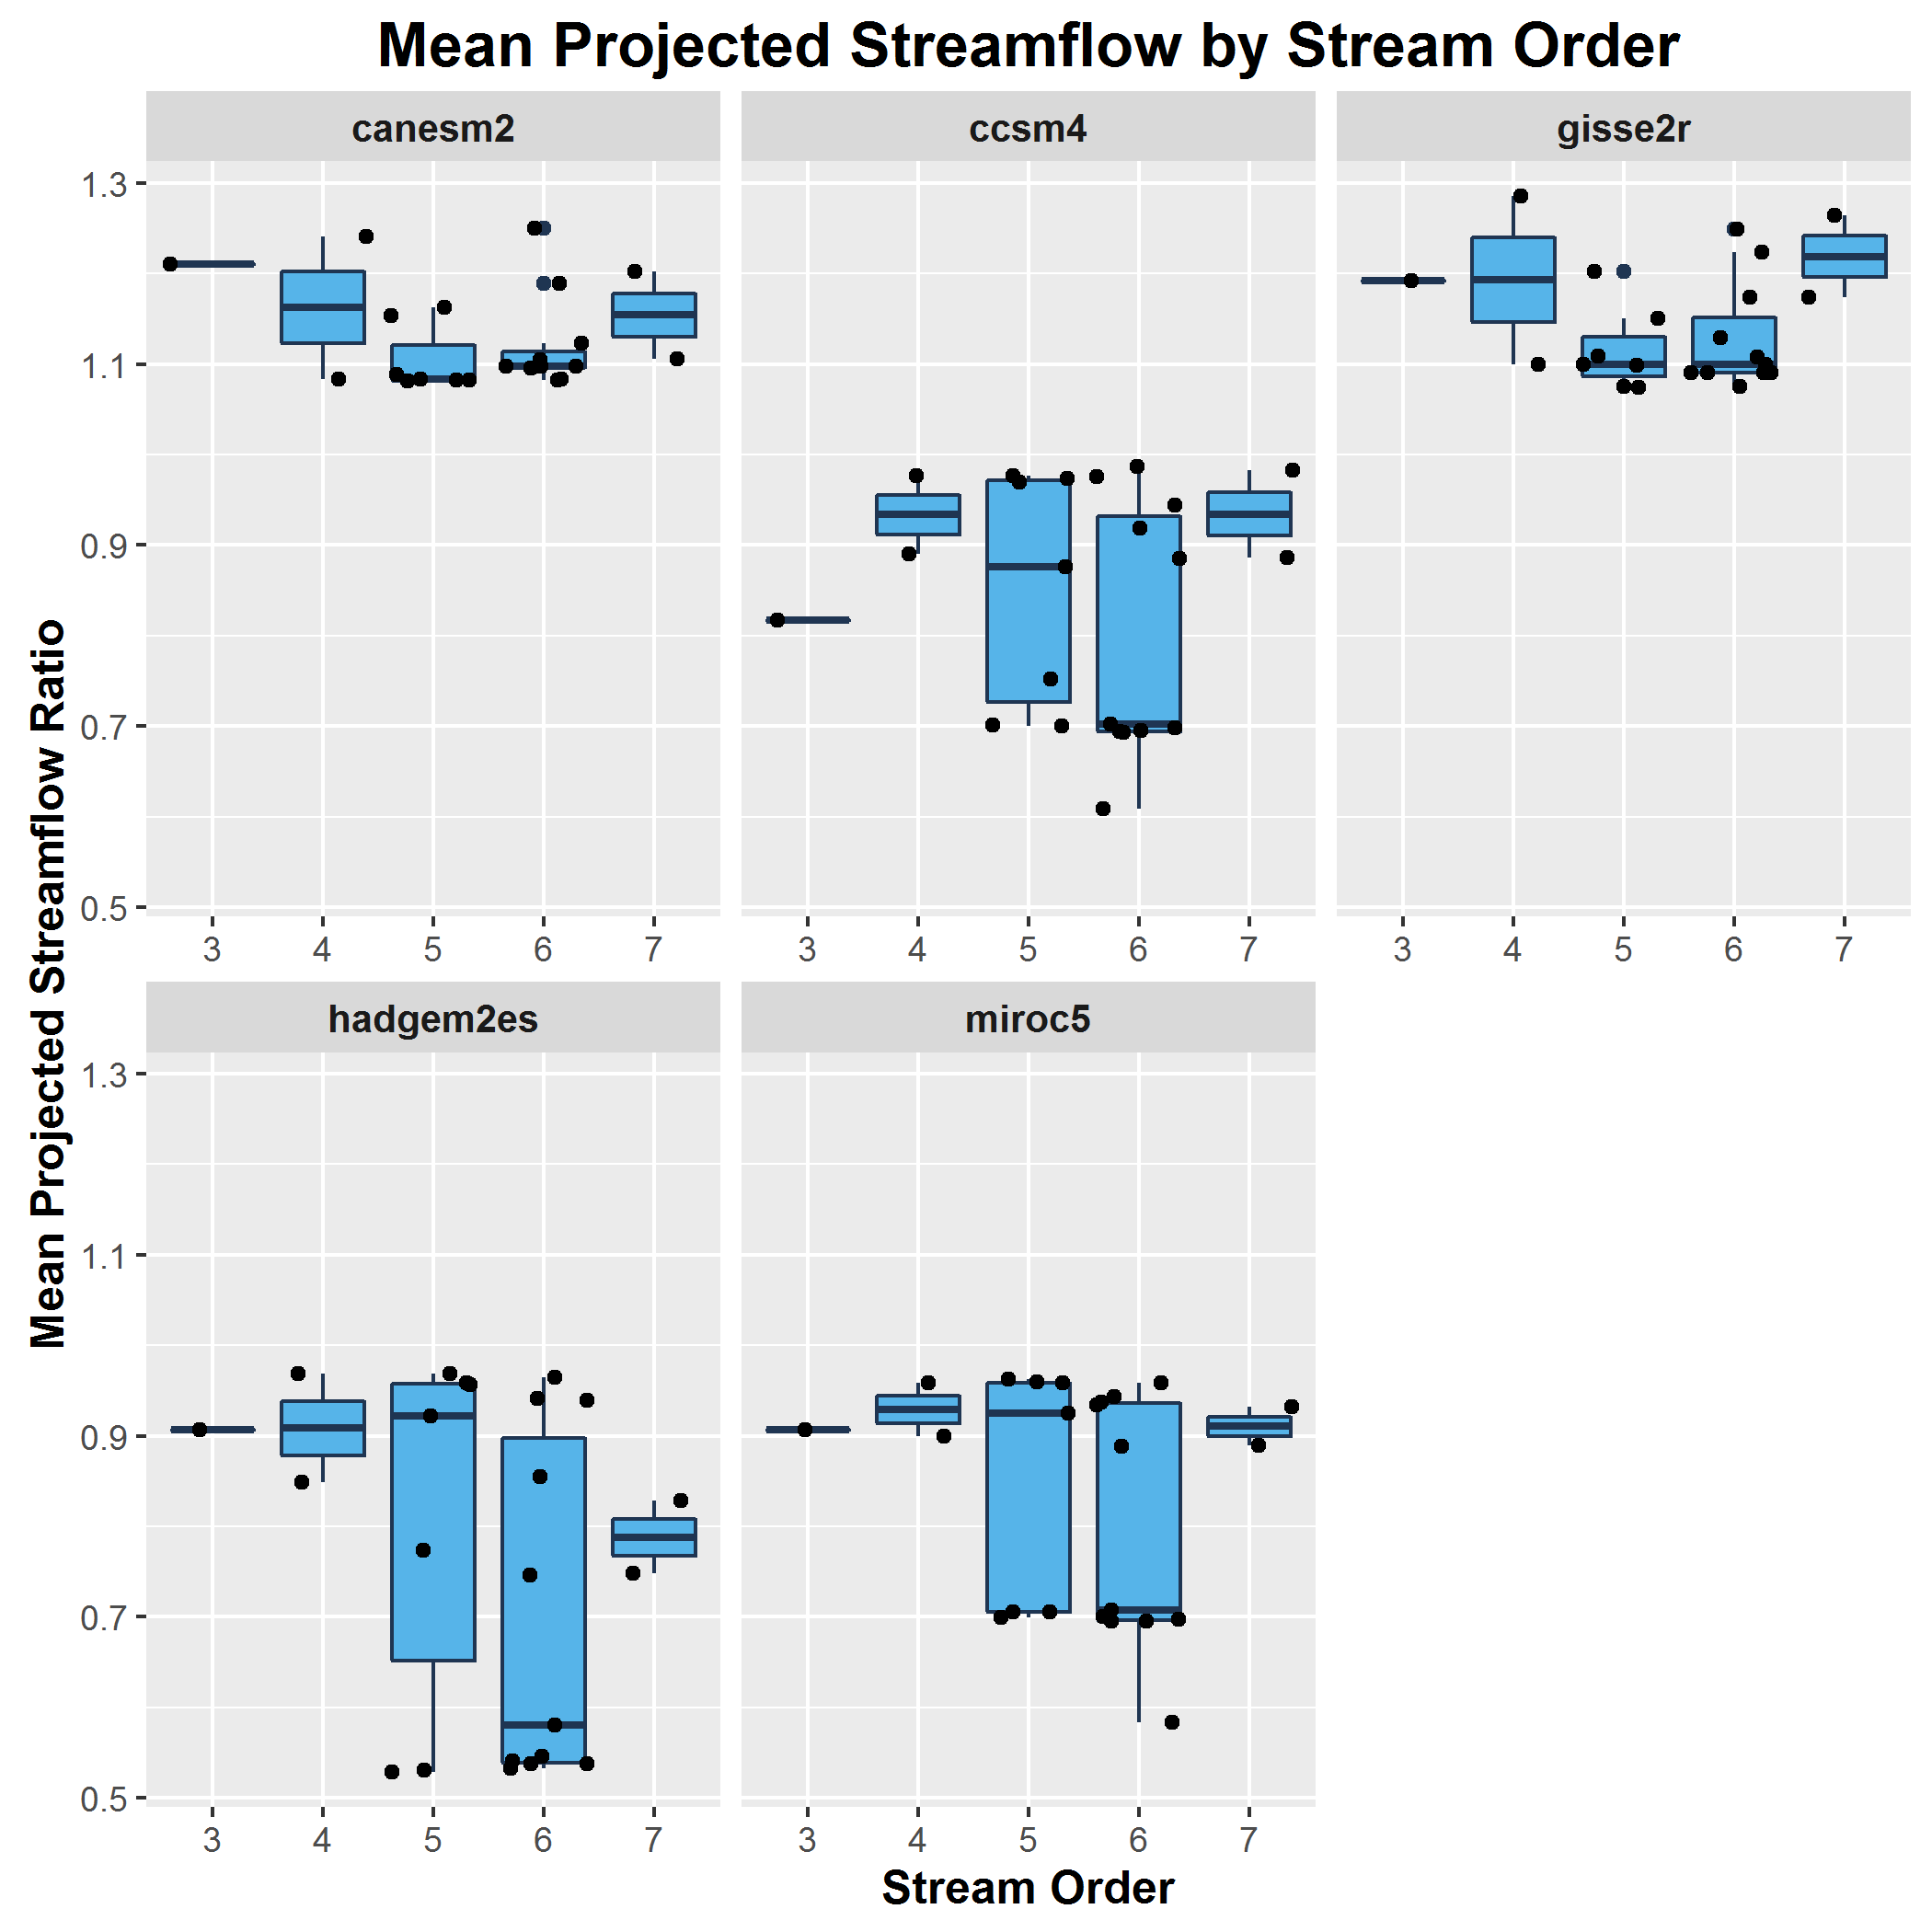 Mean Projected Streamflow by Stream Order
canesm2
ccsm4
gisse2r
1.3
1.1
0.9
0.7
0.5
3 4 5 6 7
3 4 5 6 7
3 4 5 6 7
Mean Projected Streamflow Ratio
hadgem2es
miroc5
1.3
1.1
0.9
0.7
0.5
3 4 5 6 7
3 4 5 6 7
Stream Order